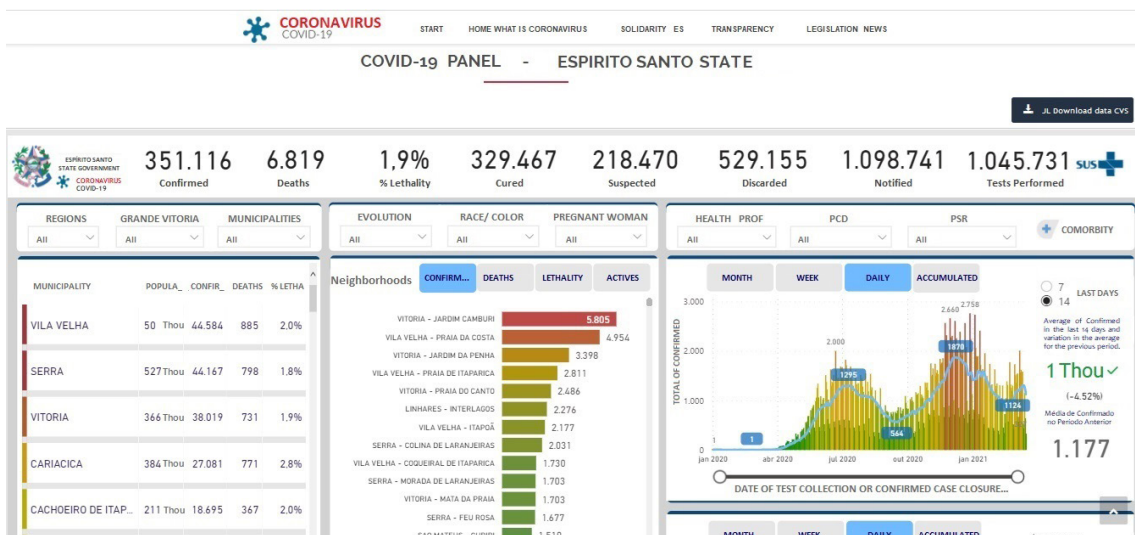 CORONAVIRUS
COVID-19
START HOME WHAT IS CORONAVIRUS SOLIDARITY ES TRANSPARENCY LEGISLATION NEWS
COVID-19 PANEL - ESPIRITO SANTO STATE
JL Download data CVS
ESPÍRITO SANTO
STATE GOVERNMENT
CORONAVIRUS
COVID-19
351.116 6.819 1,9% 329.467 218.470 529.155 1.098.741 1.045.731 SUS
Confirmed Deaths % Lethality Cured Suspected Discarded Notified Tests Performed
REGIONS GRANDE VITORIA MUNICIPALITIES
All All All
EVOLUTION RACE/ COLOR PREGNANT WOMAN
All All All
HEALTH PROF PCD PSR
All All All
COMORBITY
MUNICIPALITY POPULA_ CONFIR_ DEATHS % LETHA
VILA VELHA 50 Thou 44.584 885 2.0%
SERRA 527 Thou 44.167 798 1.8%
VITORIA 366 Thou 38.019 731 1,9%
CARIACICA 384 Thou 27.081 771 2.8%
CACHOEIRO DE ITAP... 211 Thou 18.695 367 2.0%
Neighborhoods CONFIRM... DEATHS LETHALITY ACTIVES
VITORIA - JARDIM CAMBURI 5.805
VILA VELHA - PRAIA DA COSTA 4.954
VITORIA - JARDIM DA PENHA 3.398
VILA VELHA - PRAIA DE ITAPARICA 2.811
VITORIA - PRAIA DO CANTO 2.486
LINHARES - INTERLAGOS 2.276
VILA VELHA - ITAPOÃ 2.177
SERRA - COLINA DE LARANJEIRAS 2.031
VILA VELHA - COQUEIRAL DE ITAPARICA 1.730
SERRA - MORADA DE LARANJEIRAS 1.703
VITORIA - MATA DA PRAIA 1.703
SERRA - FEU ROSA 1.677
MONTH WEEK DAILY ACCUMULATED
TOTAL OF CONFIRMED
3.000
2.000
1.000
0
1
1
2.000
1295
564
2.660
2.758
1878
1124
jan 2020 abr 2020 jul 2020 out 2020 jan 2021
DATE OF TEST COLLECTION OR CONFIRMED CASE CLOSURE...
7
14
LAST DAYS
Average of Confirmed
in the last 14 days and
variation in the average
for the previous period.
1 Thou
(-4.52%)
Média de Confirmado
no Período Anterior
1.177
MONTH WEEK DAILY ACCUMULATED